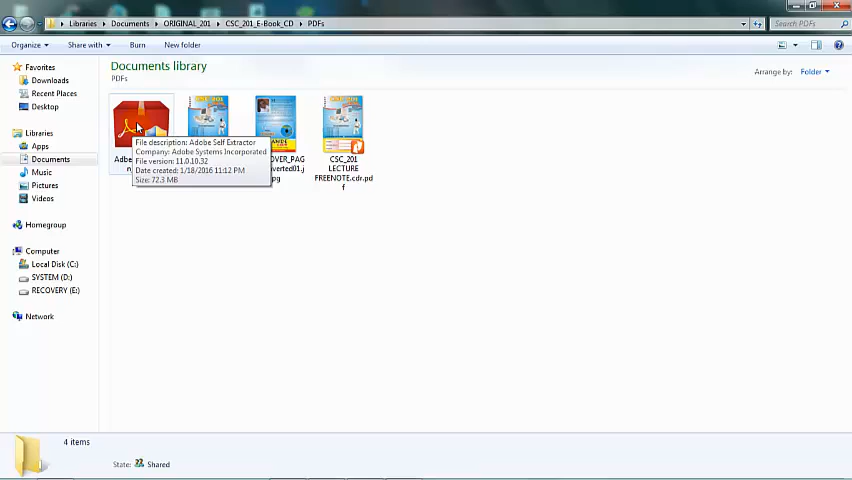 Libraries ▸ Documents ▸ ORIGINAL_201 ▸ CSC_201_E-Book_CD ▸ PDFs
Search PDFs
Organize
Share with
Burn
New folder
Favorites
Downloads
Recent Places
Desktop
Libraries
Apps
Documents
Music
Pictures
Videos
Homegroup
Computer
Local Disk (C:)
SYSTEM (D:)
RECOVERY (E:)
Network
Documents library
PDFs
Arrange by: Folder
File description: Adobe Self Extractor
Company: Adobe Systems Incorporated
File version: 11.0.10.32
Date created: 1/18/2016 11:12 PM
Size: 72.3 MB
OVER_PAG
nverted01.j
pg
CSC_201
LECTURE
FREENOTE.cdr.pd
f
4 items
State: Shared